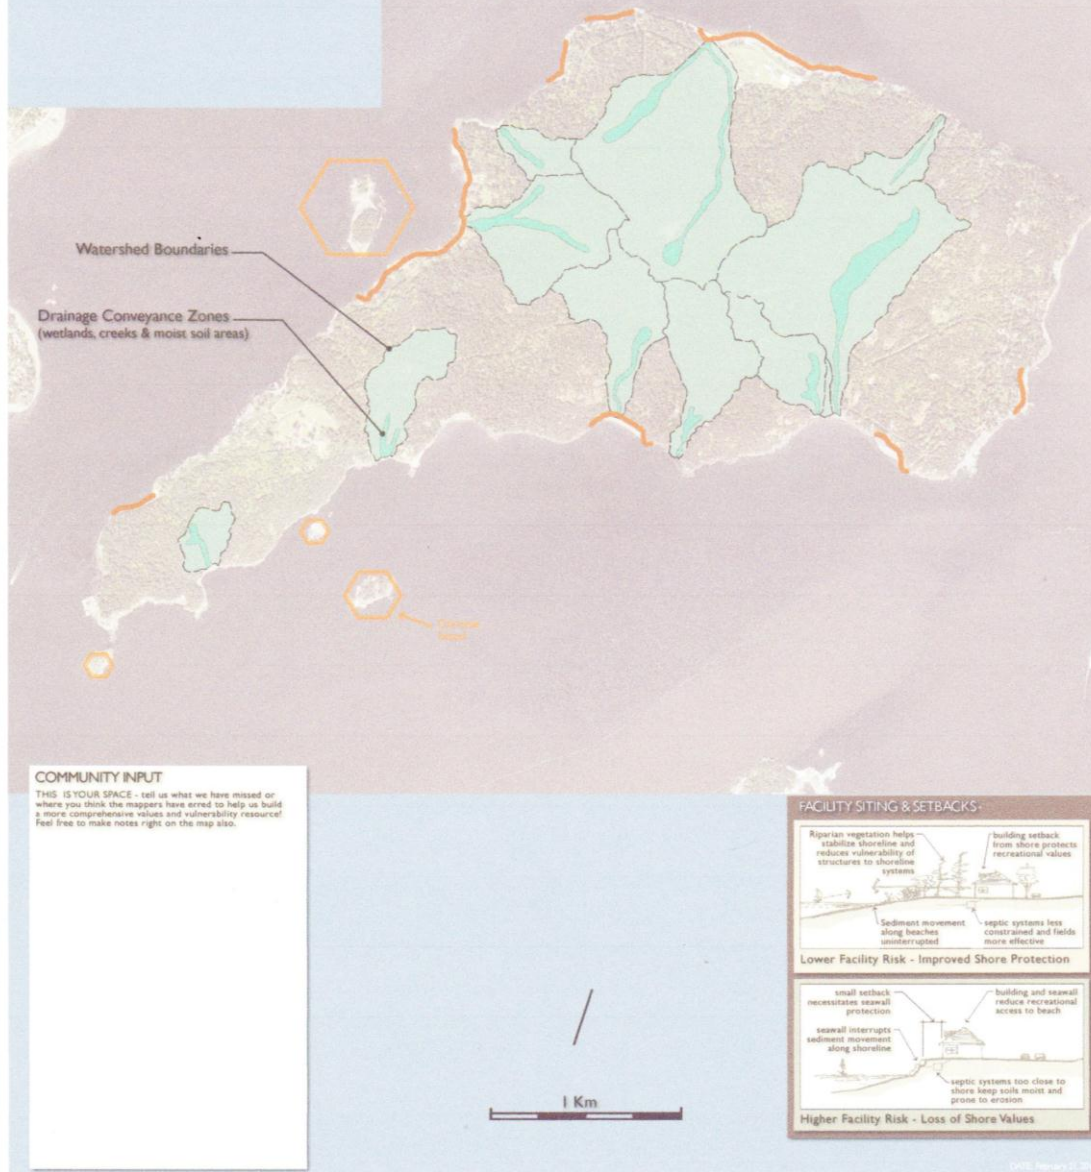 Watershed Boundaries
Drainage Conveyance Zones
(wetlands, creeks & moist soil areas)
COMMUNITY INPUT
THIS IS YOUR SPACE - tell us what we have missed or
where you think the mappers have erred to help us build
a more comprehensive values and vulnerability resource!
Feel free to make notes right on the map also.
1 Km
FACILITY SITING & SETBACKS-
Riparian vegetation helps
stabilize shoreline and
reduces vulnerability of
structures to shoreline
systems
building setback
from shore protects
recreational values
Sediment movement
along beaches
uninterrupted
septic systems less
constrained and fields
more effective
Lower Facility Risk - Improved Shore Protection
small setback
necessitates seawall
protection
building and seawall
reduce recreational
access to beach
seawall interrupts
sediment movement
along shoreline
septic systems too close to
shore keep soils moist and
prone to erosion
Higher Facility Risk - Loss of Shore Values